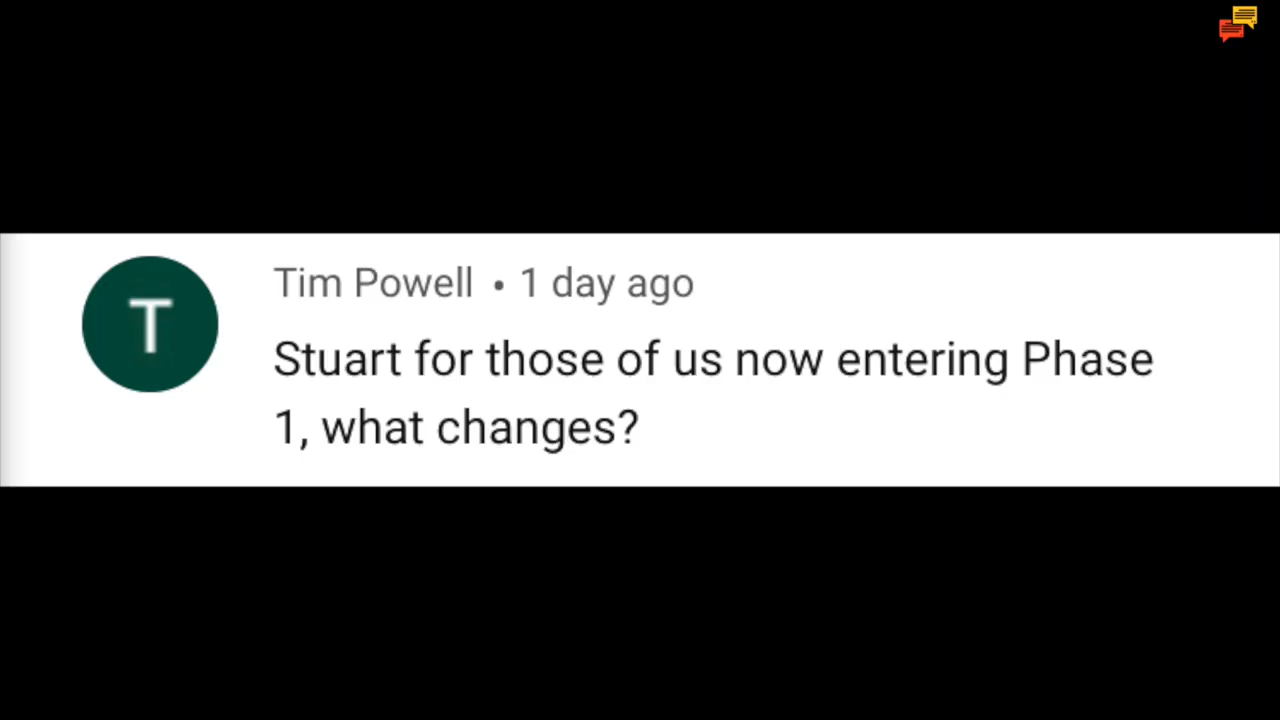 T
Tim Powell • 1 day ago
Stuart for those of us now entering Phase
1, what changes?